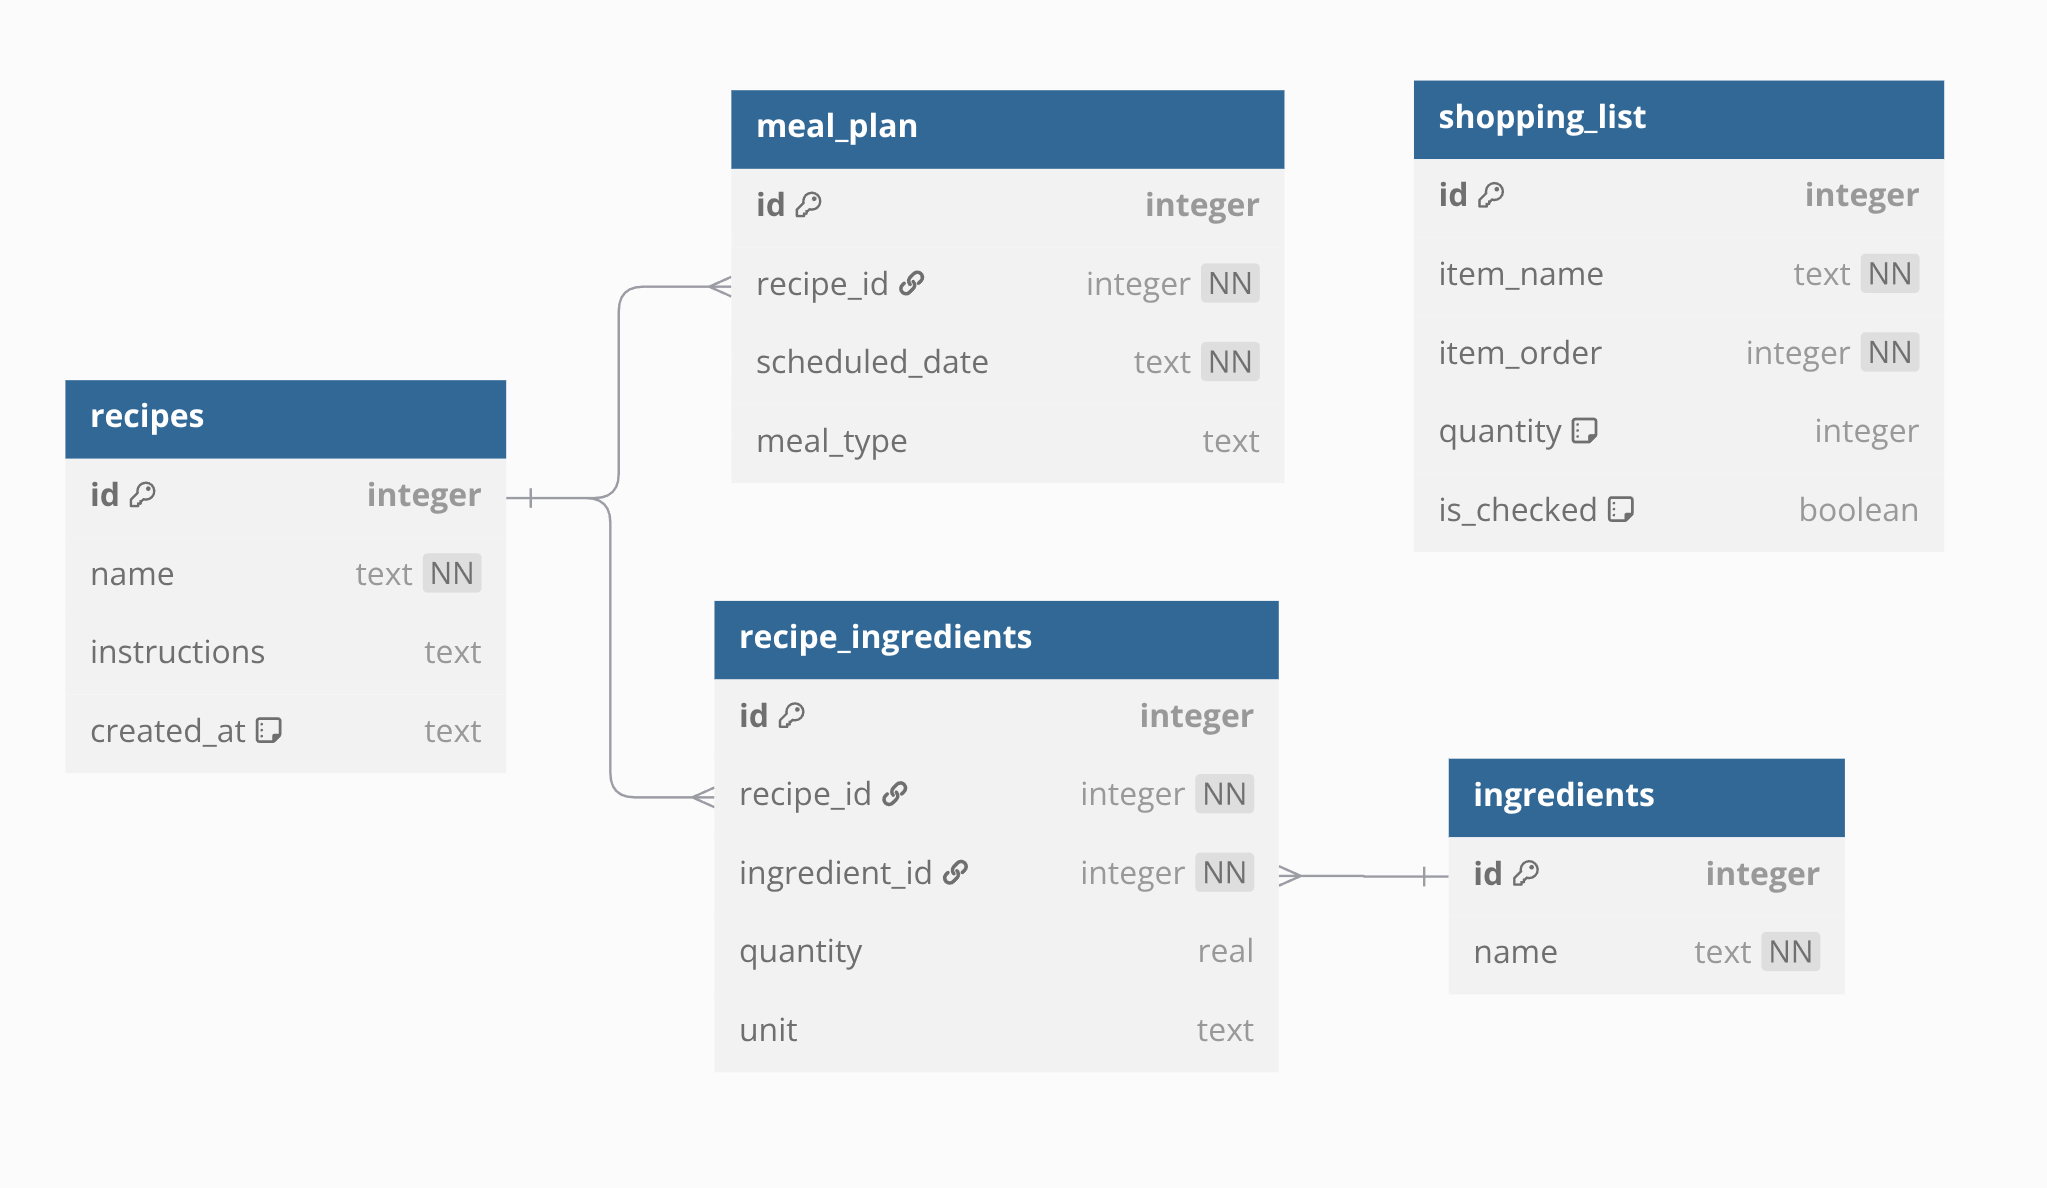 recipes
id integer
name text NN
instructions text
created_at text
meal_plan
id integer
recipe_id integer NN
scheduled_date text NN
meal_type text
recipe_ingredients
id integer
recipe_id integer NN
ingredient_id integer NN
quantity real
unit text
shopping_list
id integer
item_name text NN
item_order integer NN
quantity integer
is_checked boolean
ingredients
id integer
name text NN